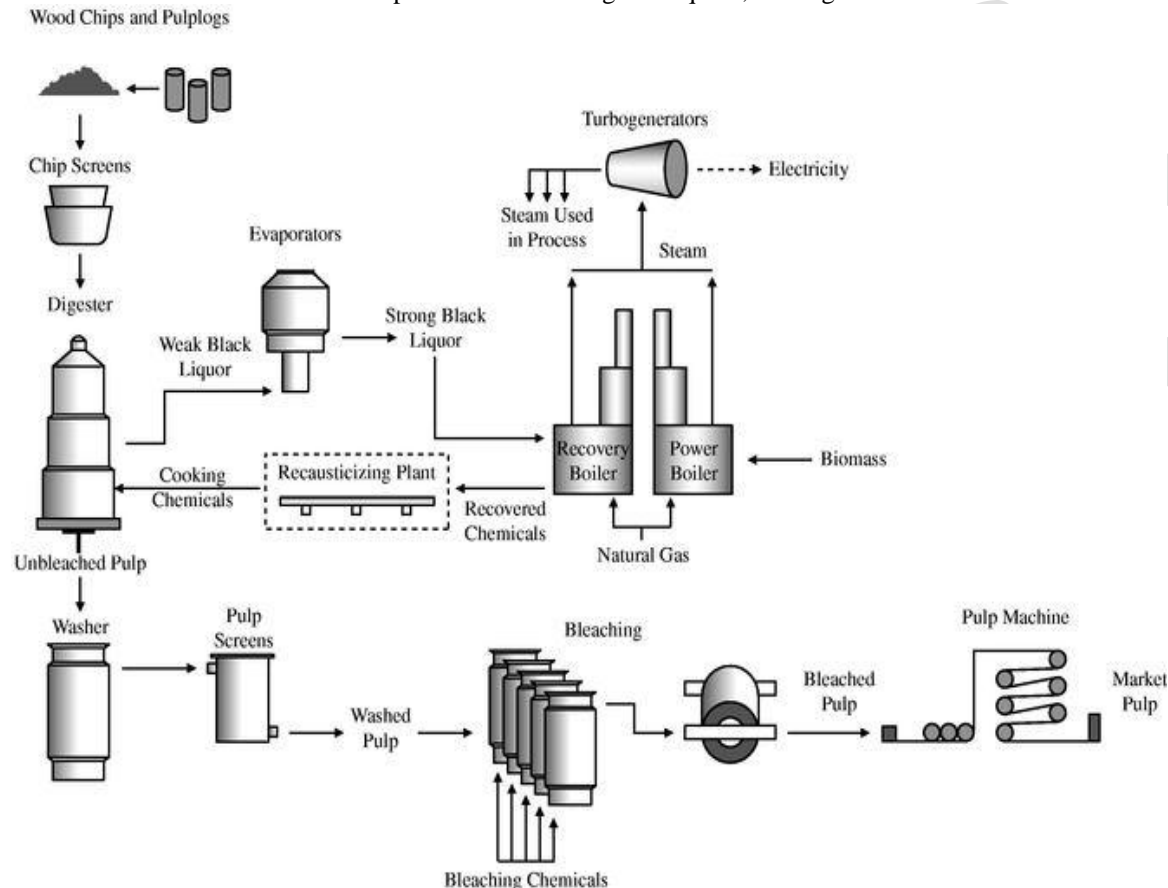 Wood Chips and Pulplogs
Chip Screens
Digester
Evaporators
Weak Black
Liquor
Strong Black
Liquor
Turbogenerators
Electricity
Steam Used
in Process
Steam
Recovery
Boiler
Power
Boiler
Biomass
Natural Gas
Recovered
Chemicals
Recausticizing Plant
Cooking
Chemicals
Unbleached Pulp
Washer
Pulp
Screens
Washed
Pulp
Bleaching
Bleaching Chemicals
Bleached
Pulp
Pulp Machine
Market
Pulp